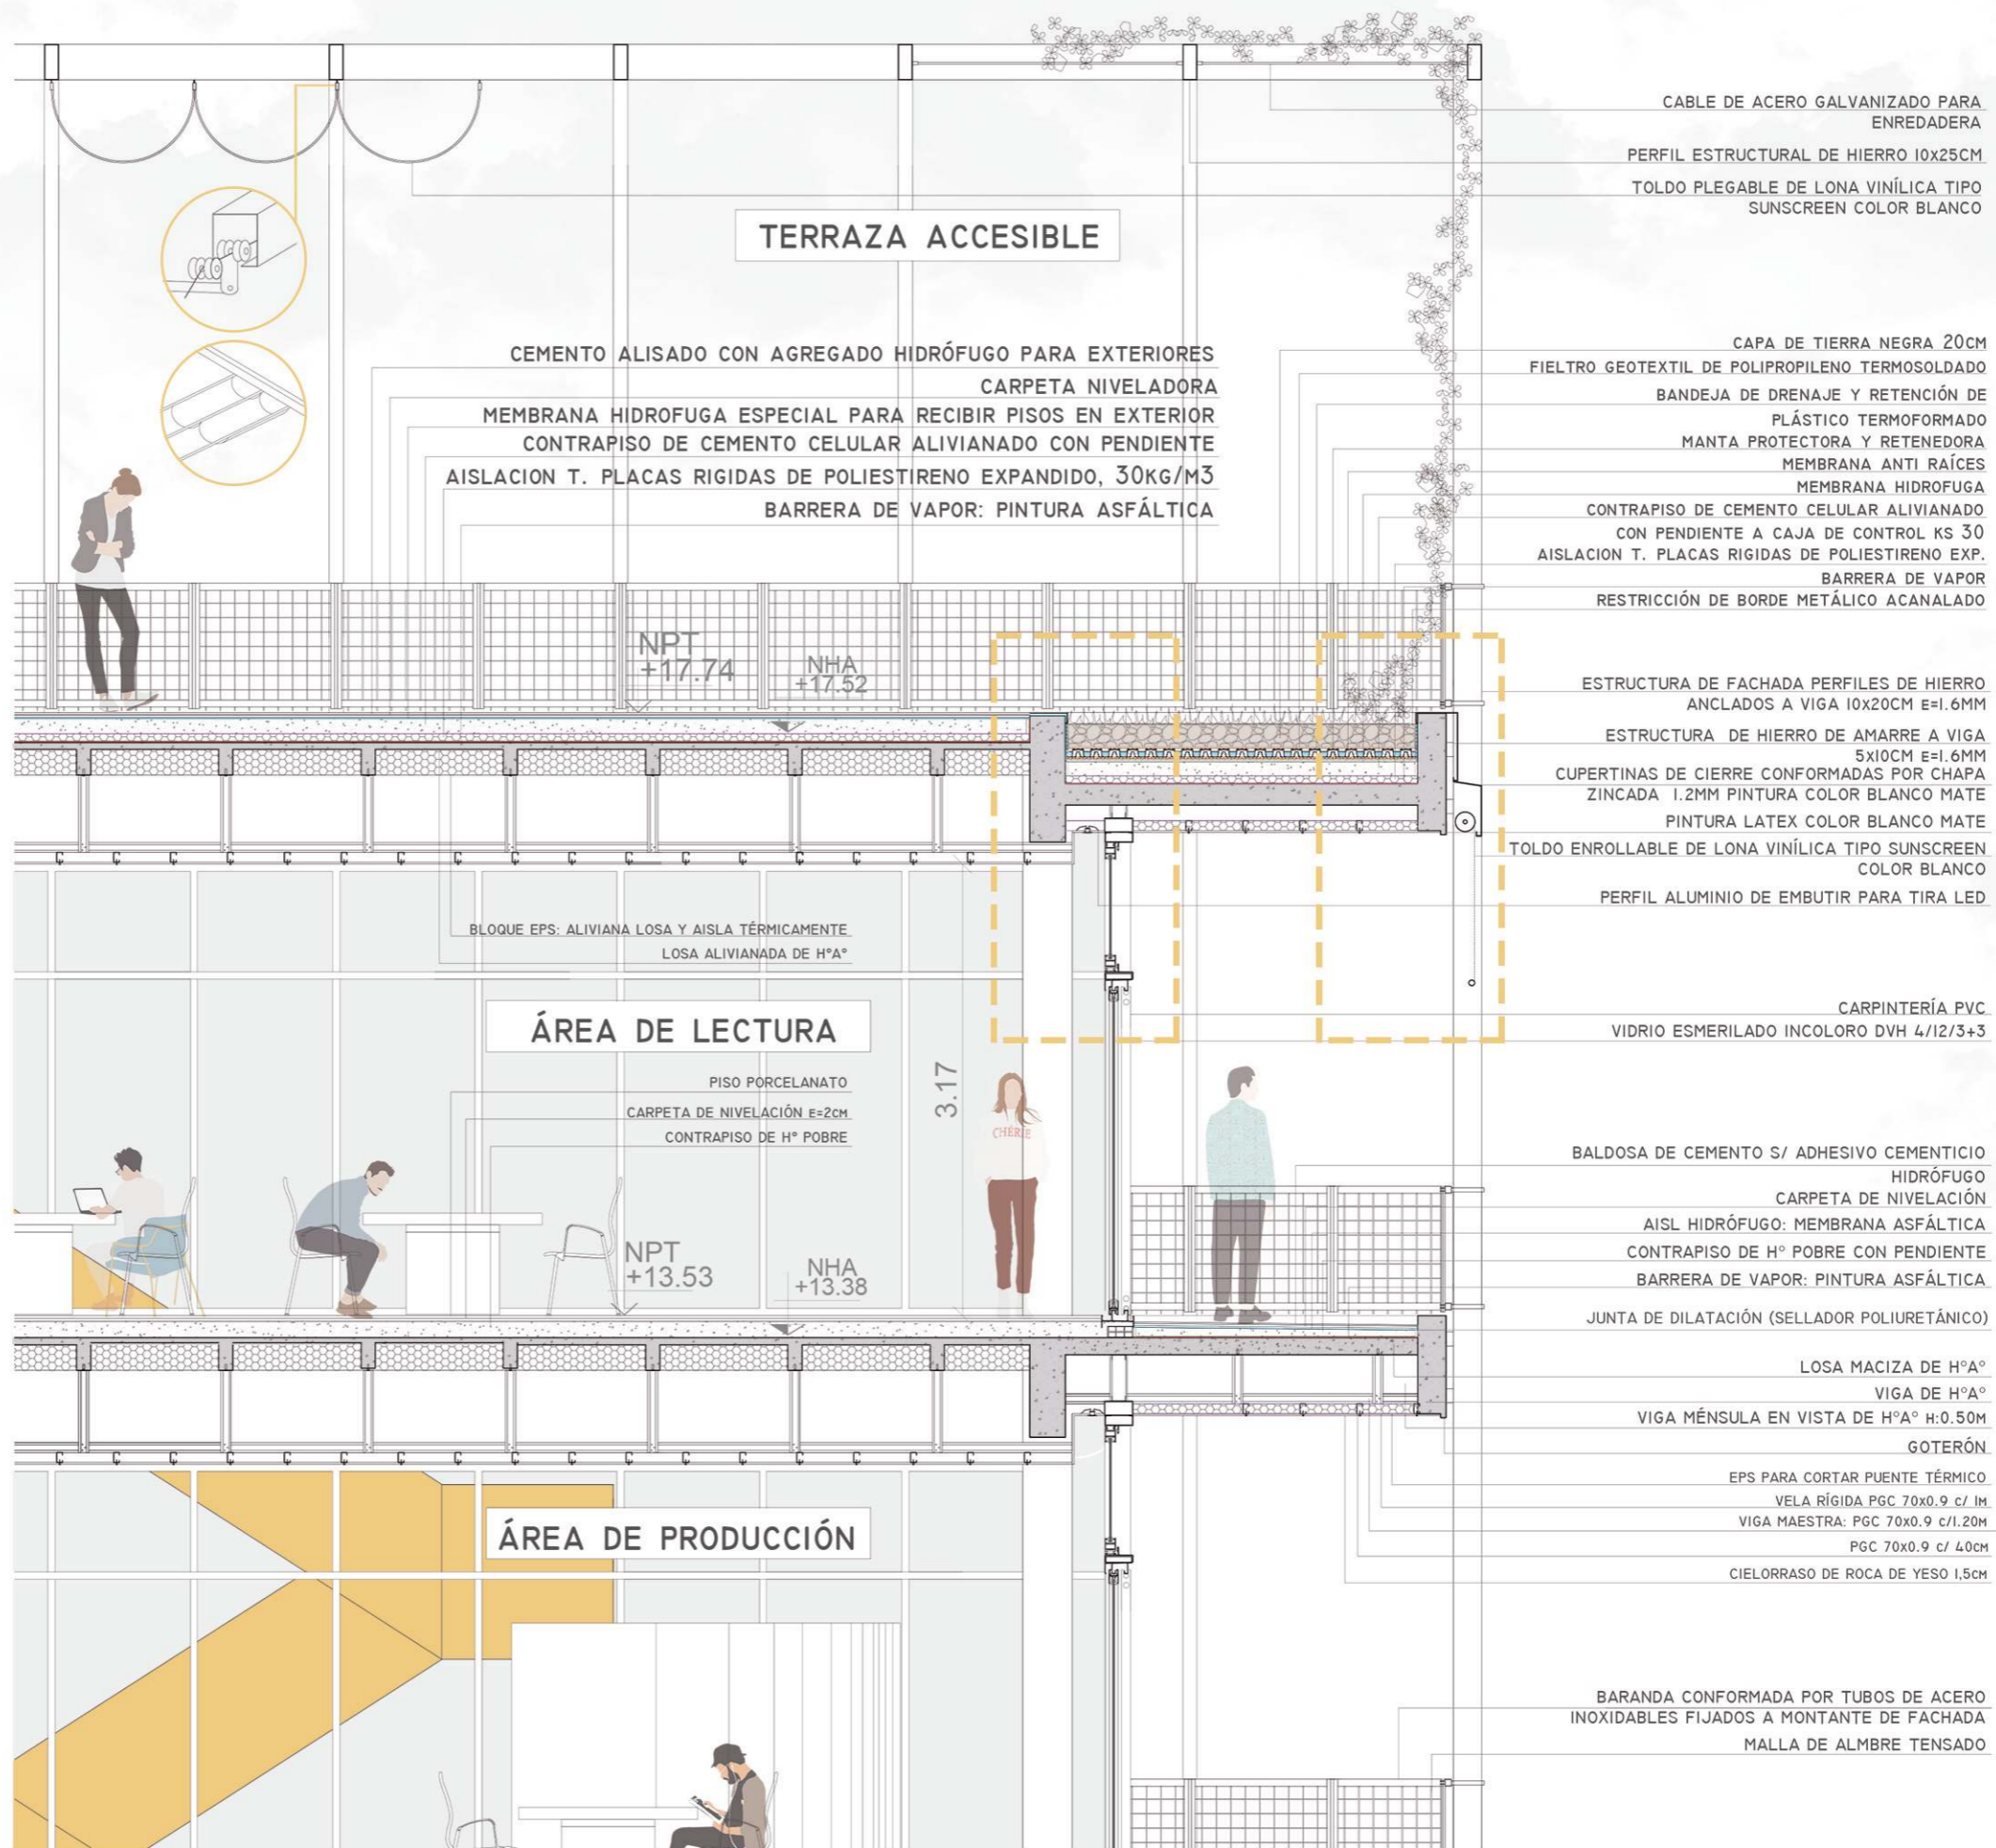 CABLE DE ACERO GALVANIZADO PARA
ENREDADERA
PERFIL ESTRUCTURAL DE HIERRO 10x25CM
TOLDO PLEGABLE DE LONA VINÍLICA TIPO
SUNSCREEN COLOR BLANCO
TERRAZA ACCESIBLE
CEMENTO ALISADO CON AGREGADO HIDRÓFUGO PARA EXTERIORES
CARPETA NIVELADORA
MEMBRANA HIDROFUGA ESPECIAL PARA RECIBIR PISOS EN EXTERIOR
CONTRAPISO DE CEMENTO CELULAR ALIVIANADO CON PENDIENTE
AISLACION T. PLACAS RIGIDAS DE POLIESTIRENO EXPANDIDO, 30KG/M3
BARRERA DE VAPOR: PINTURA ASFÁLTICA
CAPA DE TIERRA NEGRA 20CM
FIELTRO GEOTEXTIL DE POLIPROPILENO TERMOSOLDADO
BANDEJA DE DRENAJE Y RETENCIÓN DE
PLÁSTICO TERMOFORMADO
MANTA PROTECTORA Y RETENEDORA
MEMBRANA ANTI RAÍCES
MEMBRANA HIDROFUGA
CONTRAPISO DE CEMENTO CELULAR ALIVIANADO
CON PENDIENTE A CAJA DE CONTROL KS 30
AISLACION T. PLACAS RIGIDAS DE POLIESTIRENO EXP.
BARRERA DE VAPOR
RESTRICCIÓN DE BORDE METÁLICO ACANALADO
NPT
+17.74
NHA
+17.52
ESTRUCTURA DE FACHADA PERFILES DE HIERRO
ANCLADOS A VIGA 10x20CM E=1.6MM
ESTRUCTURA DE HIERRO DE AMARRE A VIGA
5x10CM E=1.6MM
CUPERTINAS DE CIERRE CONFORMADAS POR CHAPA
ZINCADA 1.2MM PINTURA COLOR BLANCO MATE
PINTURA LATEX COLOR BLANCO MATE
TOLDO ENROLLABLE DE LONA VINÍLICA TIPO SUNSCREEN
COLOR BLANCO
PERFIL ALUMINIO DE EMBUTIR PARA TIRA LED
BLOQUE EPS: ALIVIANA LOSA Y AISLA TÉRMICAMENTE
LOSA ALIVIANADA DE H°A°
ÁREA DE LECTURA
CARPINTERÍA PVC
VIDRIO ESMERILADO INCOLORO DVH 4/12/3+3
PISO PORCELANATO
CARPETA DE NIVELACIÓN E=2CM
CONTRAPISO DE H° POBRE
3.17
CHÉRIE
NPT
+13.53
NHA
+13.38
BALDOSA DE CEMENTO S/ ADHESIVO CEMENTICIO
HIDRÓFUGO
CARPETA DE NIVELACIÓN
AISL HIDRÓFUGO: MEMBRANA ASFÁLTICA
CONTRAPISO DE H° POBRE CON PENDIENTE
BARRERA DE VAPOR: PINTURA ASFÁLTICA
JUNTA DE DILATACIÓN (SELLADOR POLIURETÁNICO)
LOSA MACIZA DE H°A°
VIGA DE H°A°
VIGA MÉNSULA EN VISTA DE H°A° H:0.50M
GOTERÓN
EPS PARA CORTAR PUENTE TÉRMICO
VELA RÍGIDA PGC 70x0.9 C/ 1M
VIGA MAESTRA: PGC 70x0.9 C/1.20M
PGC 70x0.9 C/ 40CM
CIELORRASO DE ROCA DE YESO 1,5CM
ÁREA DE PRODUCCIÓN
BARANDA CONFORMADA POR TUBOS DE ACERO
INOXIDABLES FIJADOS A MONTANTE DE FACHADA
MALLA DE ALMBRE TENSADO